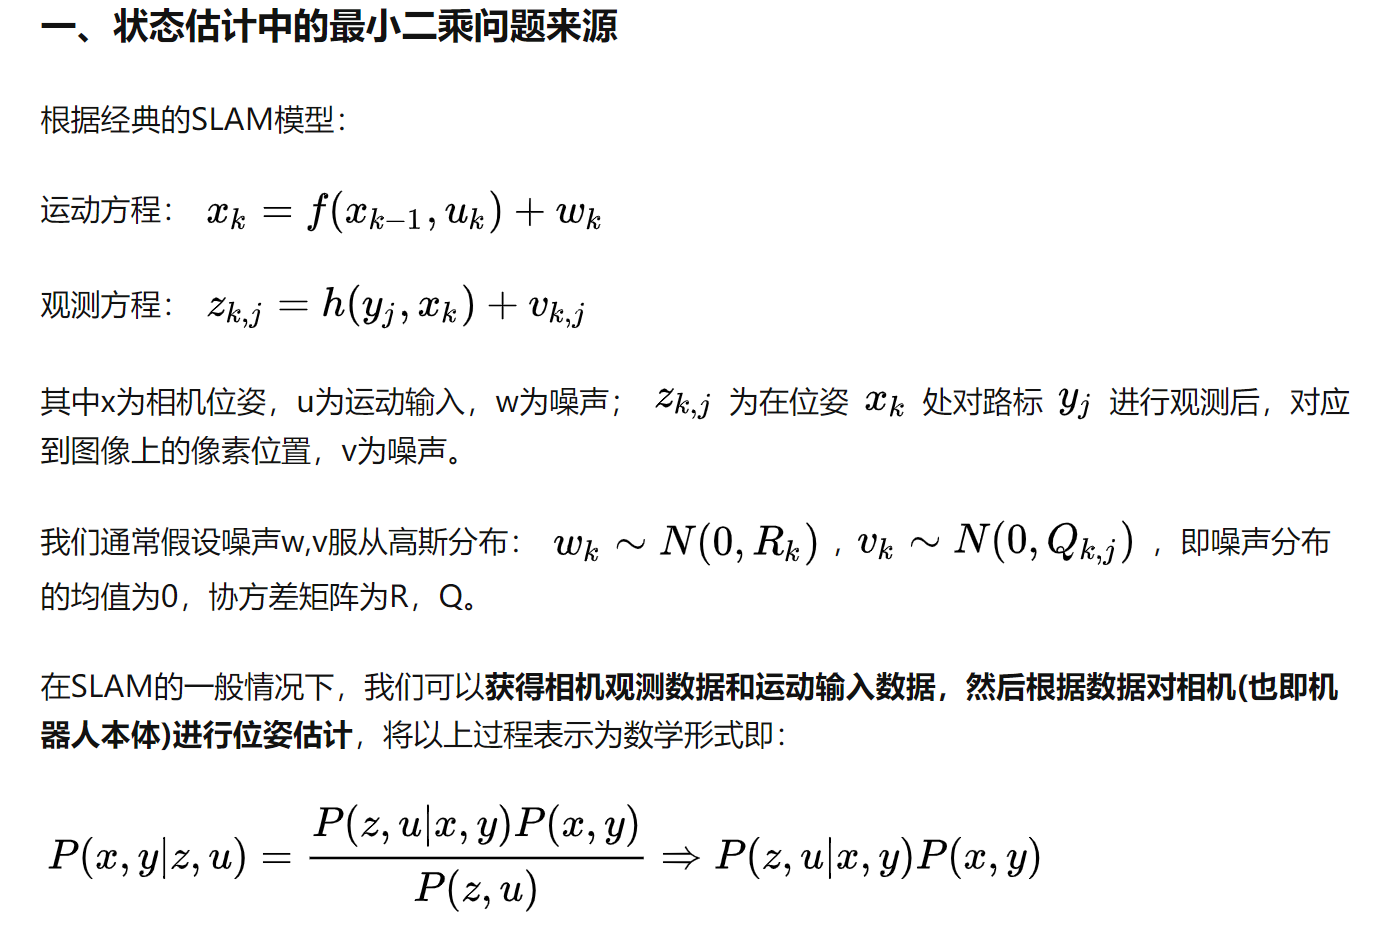 一、状态估计中的最小二乘问题来源
根据经典的SLAM模型：
运动方程： $x_k = f(x_{k-1}, u_k) + w_k$
观测方程： $z_{k,j} = h(y_j, x_k) + v_{k,j}$
其中x为相机位姿，u为运动输入，w为噪声； $z_{k,j}$ 为在位姿 $x_k$ 处对路标 $y_j$ 进行观测后，对应
到图像上的像素位置，v为噪声。
我们通常假设噪声w,v服从高斯分布： $w_k \sim N(0, R_k)$ , $v_k \sim N(0, Q_{k,j})$ ，即噪声分布
的均值为0，协方差矩阵为R，Q。
在SLAM的一般情况下，我们可以获得相机观测数据和运动输入数据，然后根据数据对相机(也即机
器人本体)进行位姿估计，将以上过程表示为数学形式即：
$P(x, y|z, u) = \frac{P(z, u|x, y)P(x, y)}{P(z, u)} \Rightarrow P(z, u|x, y)P(x, y)$